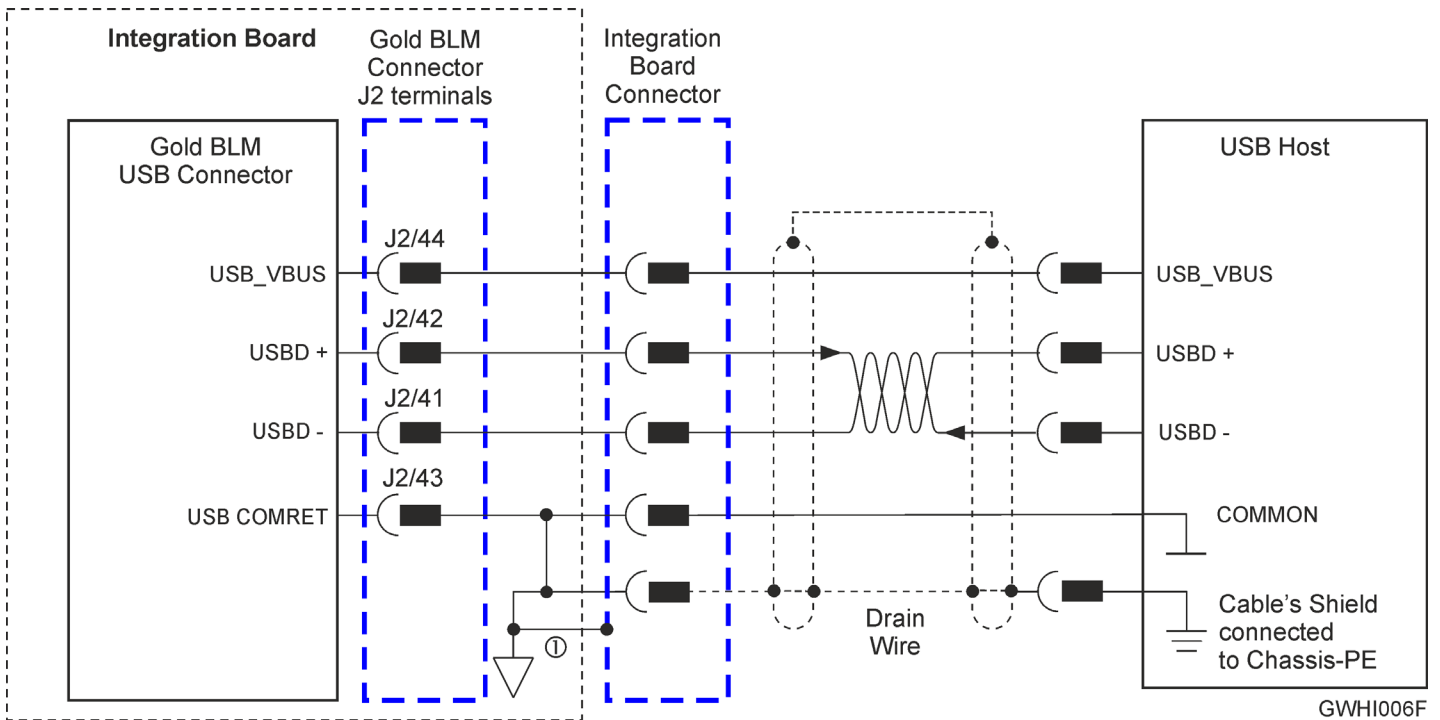 Integration Board
Gold BLM
Connector
J2 terminals
Integration
Board
Connector
Gold BLM
USB Connector
USB Host
J2/44
USB_VBUS
USB_VBUS
J2/42
USBD +
USBD +
J2/41
USBD -
USBD -
J2/43
USB COMRET
COMMON
Drain
Wire
①
Cable's Shield
connected
to Chassis-PE
GWHI006F